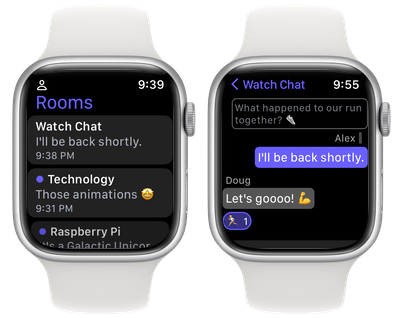 9:39
Rooms
Watch Chat
I'll be back shortly.
9:38 PM
Technology
Those animations 🤩
9:31 PM
Raspberry Pi
It's a Galactic Unicor
Watch Chat 9:55
What happened to our run
together? 👟
Alex
I'll be back shortly.
Doug
Let's goooo! 💪
🏃 1